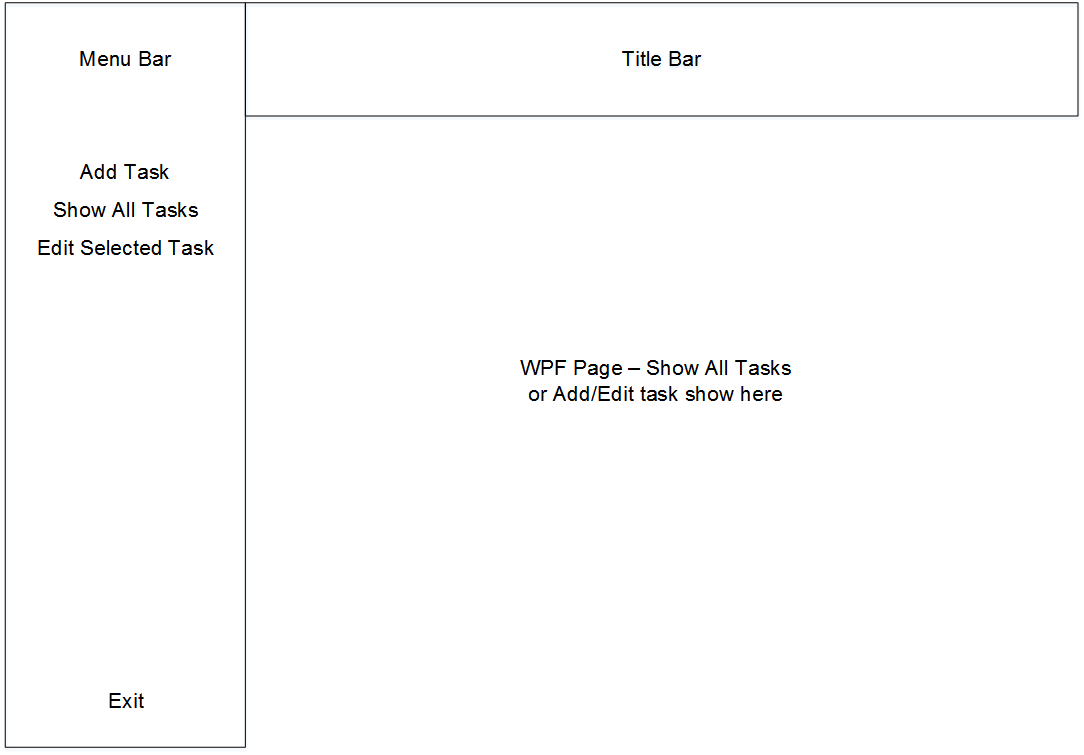 Menu Bar
Title Bar
Add Task
Show All Tasks
Edit Selected Task
WPF Page – Show All Tasks
or Add/Edit task show here
Exit